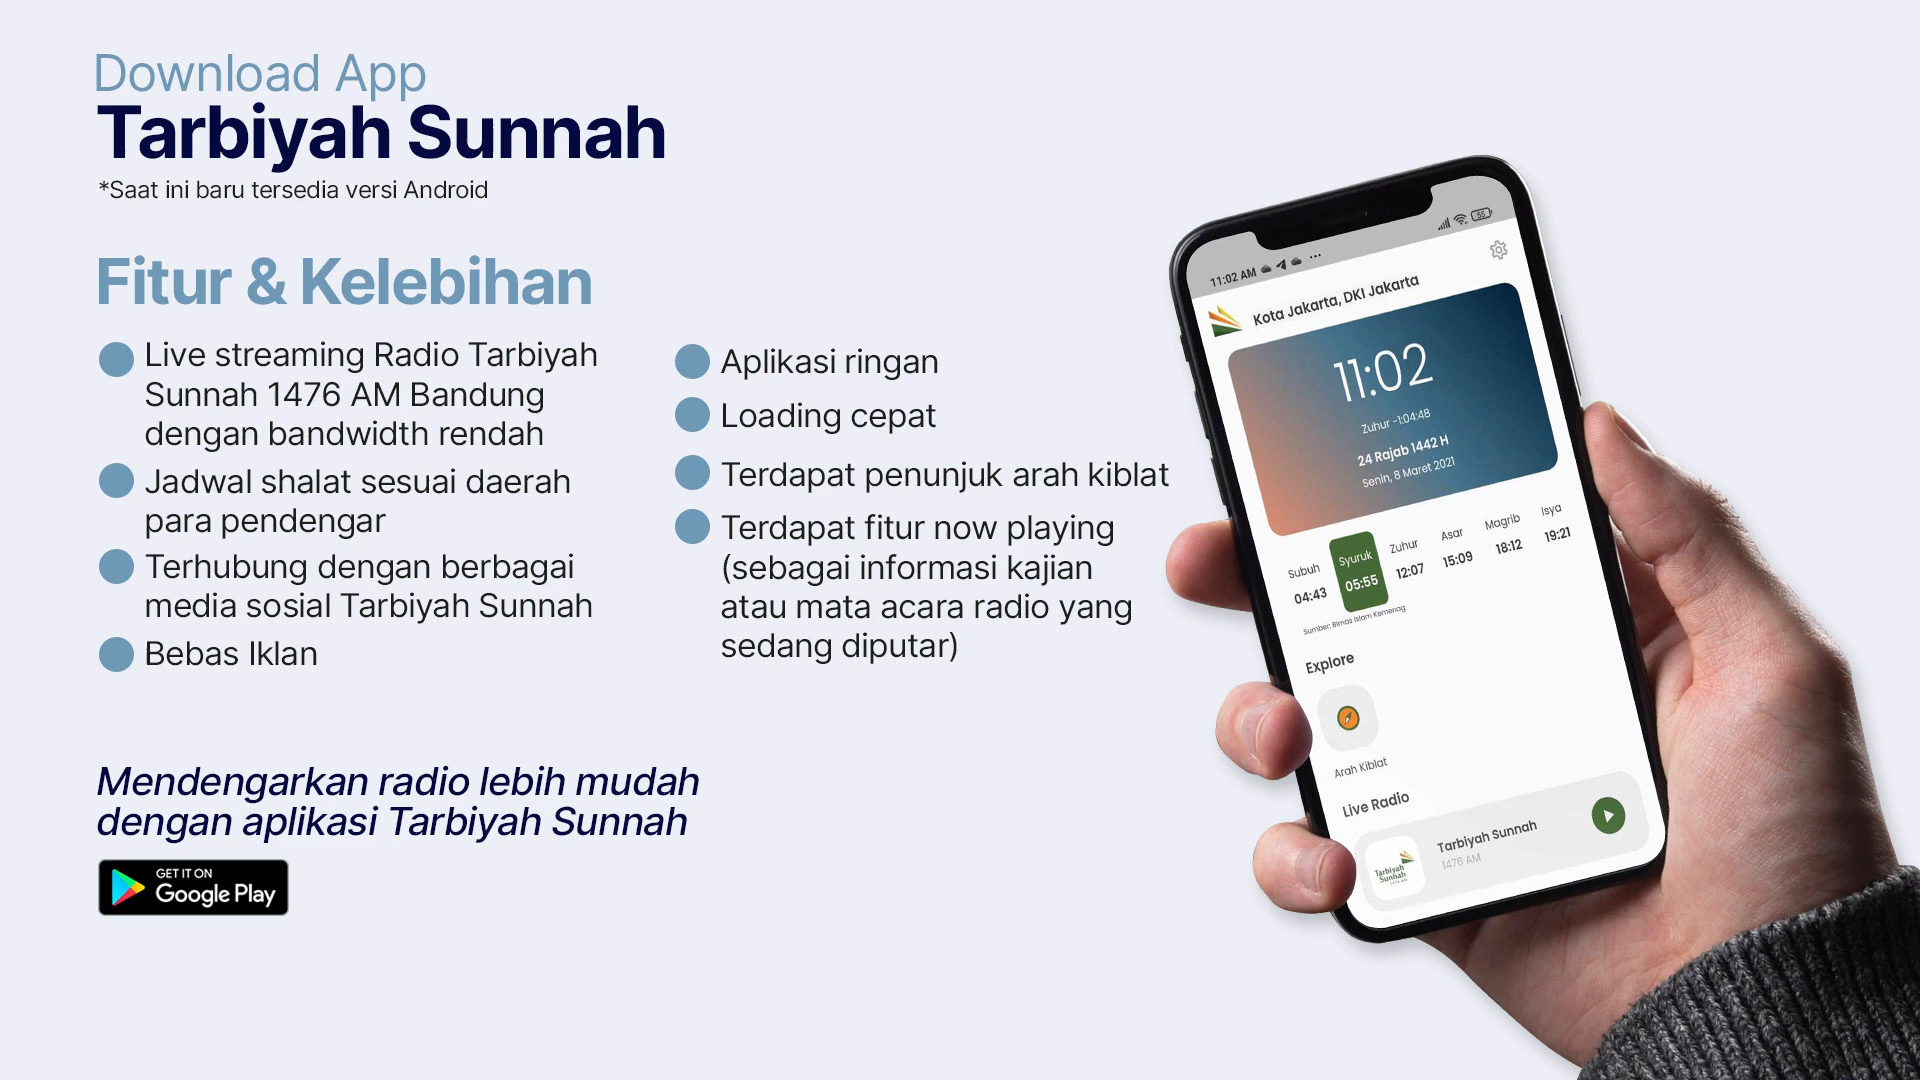 Download App
Tarbiyah Sunnah
*Saat ini baru tersedia versi Android
Fitur & Kelebihan
Live streaming Radio Tarbiyah
Sunnah 1476 AM Bandung
dengan bandwidth rendah
Jadwal shalat sesuai daerah
para pendengar
Terhubung dengan berbagai
media sosial Tarbiyah Sunnah
Bebas Iklan
Aplikasi ringan
Loading cepat
Terdapat penunjuk arah kiblat
Terdapat fitur now playing
(sebagai informasi kajian
atau mata acara radio yang
sedang diputar)
Mendengarkan radio lebih mudah
dengan aplikasi Tarbiyah Sunnah
GET IT ON
Google Play
11:02 AM
55
Kota Jakarta, DKI Jakarta
11:02
Zuhur -1:04:48
24 Rajab 1442 H
Senin, 8 Maret 2021
Subuh Syuruk Zuhur Asar Magrib Isya
04:43 05:55 12:07 15:09 18:12 19:21
Sumber: Bimas Islam Kemenag
Explore
Arah Kiblat
Live Radio
Tarbiyah Sunnah
1476 AM
Tarbiyah
Sunnah
1476 AM